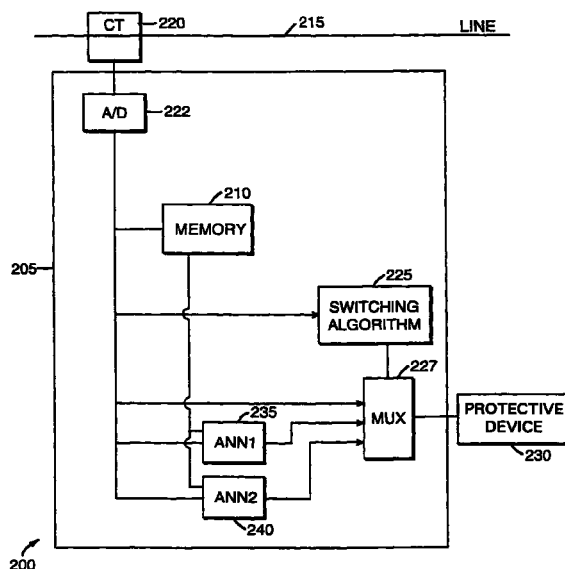 CT
220
215
LINE
A/D
222
210
MEMORY
205
225
SWITCHING
ALGORITHM
227
MUX
235
ANN1
PROTECTIVE
DEVICE
230
ANN2
240
200